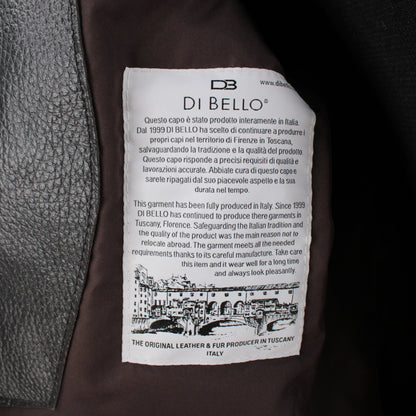 DB
www.dibell
DI BELLO®
Questo capo è stato prodotto interamente in Italia.
Dal 1999 DI BELLO ha scelto di continuare a produrre i
propri capi nel territorio di Firenze in Toscana,
salvaguardando la tradizione e la qualità del prodotto.
Questo capo risponde a precisi requisiti di qualità e
lavorazioni accurate. Abbiate cura di questo capo e
sarete ripagati dal suo piacevole aspetto e la sua
durata nel tempo.
This garment has been fully produced in Italy. Since 1999
DI BELLO has continued to produce there garments in
Tuscany, Florence. Safeguarding the Italian tradition and
the quality of the product was the main reason not to
relocate abroad. The garment meets all the needed
requirements thanks to its careful manufacture. Take care
this item and it wear well for a long time
and always look pleasantly.
THE ORIGINAL LEATHER & FUR PRODUCER IN TUSCANY
ITALY